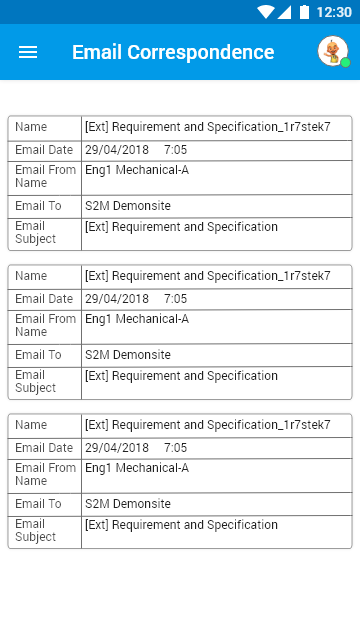 12:30
Email Correspondence
Name [Ext] Requirement and Specification_1r7stek7
Email Date 29/04/2018 7:05
Email From Eng1 Mechanical-A
Name
Email To S2M Demonsite
Email [Ext] Requirement and Specification
Subject
Name [Ext] Requirement and Specification_1r7stek7
Email Date 29/04/2018 7:05
Email From Eng1 Mechanical-A
Name
Email To S2M Demonsite
Email [Ext] Requirement and Specification
Subject
Name [Ext] Requirement and Specification_1r7stek7
Email Date 29/04/2018 7:05
Email From Eng1 Mechanical-A
Name
Email To S2M Demonsite
Email [Ext] Requirement and Specification
Subject